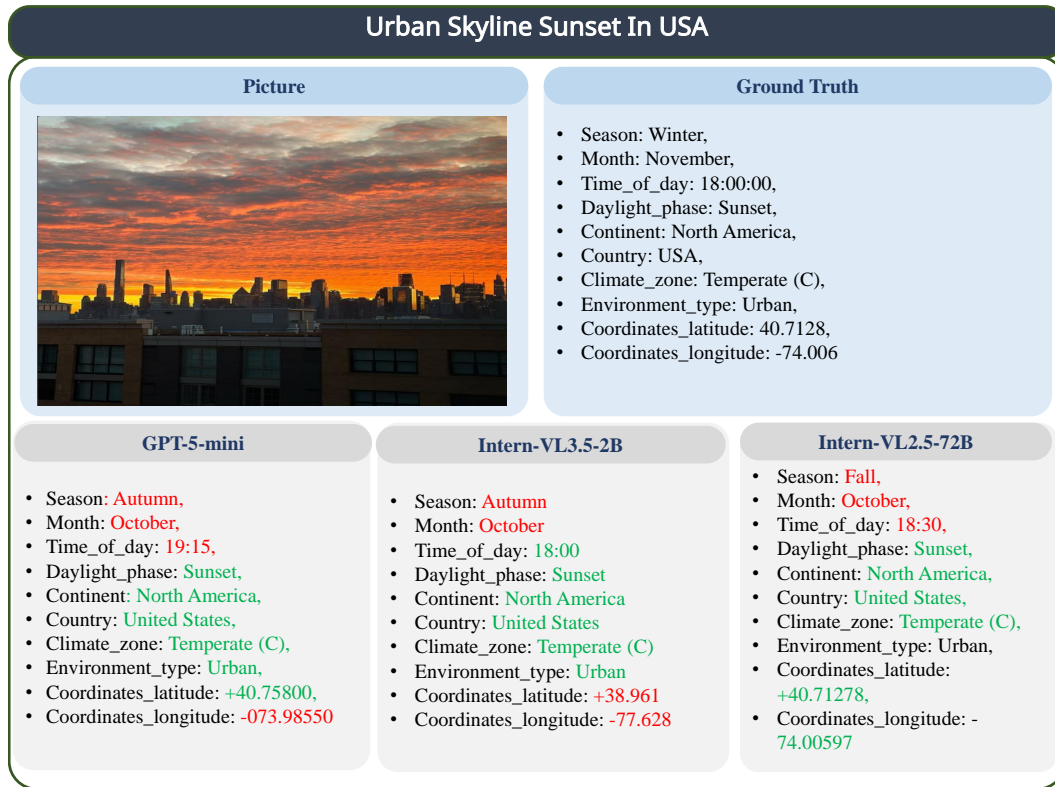 Urban Skyline Sunset In USA
Picture
Ground Truth
• Season: Winter,
• Month: November,
• Time_of_day: 18:00:00,
• Daylight_phase: Sunset,
• Continent: North America,
• Country: USA,
• Climate_zone: Temperate (C),
• Environment_type: Urban,
• Coordinates_latitude: 40.7128,
• Coordinates_longitude: -74.006
GPT-5-mini
• Season: Autumn,
• Month: October,
• Time_of_day: 19:15,
• Daylight_phase: Sunset,
• Continent: North America,
• Country: United States,
• Climate_zone: Temperate (C),
• Environment_type: Urban,
• Coordinates_latitude: +40.75800,
• Coordinates_longitude: -073.98550
Intern-VL3.5-2B
• Season: Autumn
• Month: October
• Time_of_day: 18:00
• Daylight_phase: Sunset
• Continent: North America
• Country: United States
• Climate_zone: Temperate (C)
• Environment_type: Urban
• Coordinates_latitude: +38.961
• Coordinates_longitude: -77.628
Intern-VL2.5-72B
• Season: Fall,
• Month: October,
• Time_of_day: 18:30,
• Daylight_phase: Sunset,
• Continent: North America,
• Country: United States,
• Climate_zone: Temperate (C),
• Environment_type: Urban,
• Coordinates_latitude:
+40.71278,
• Coordinates_longitude: -
74.00597